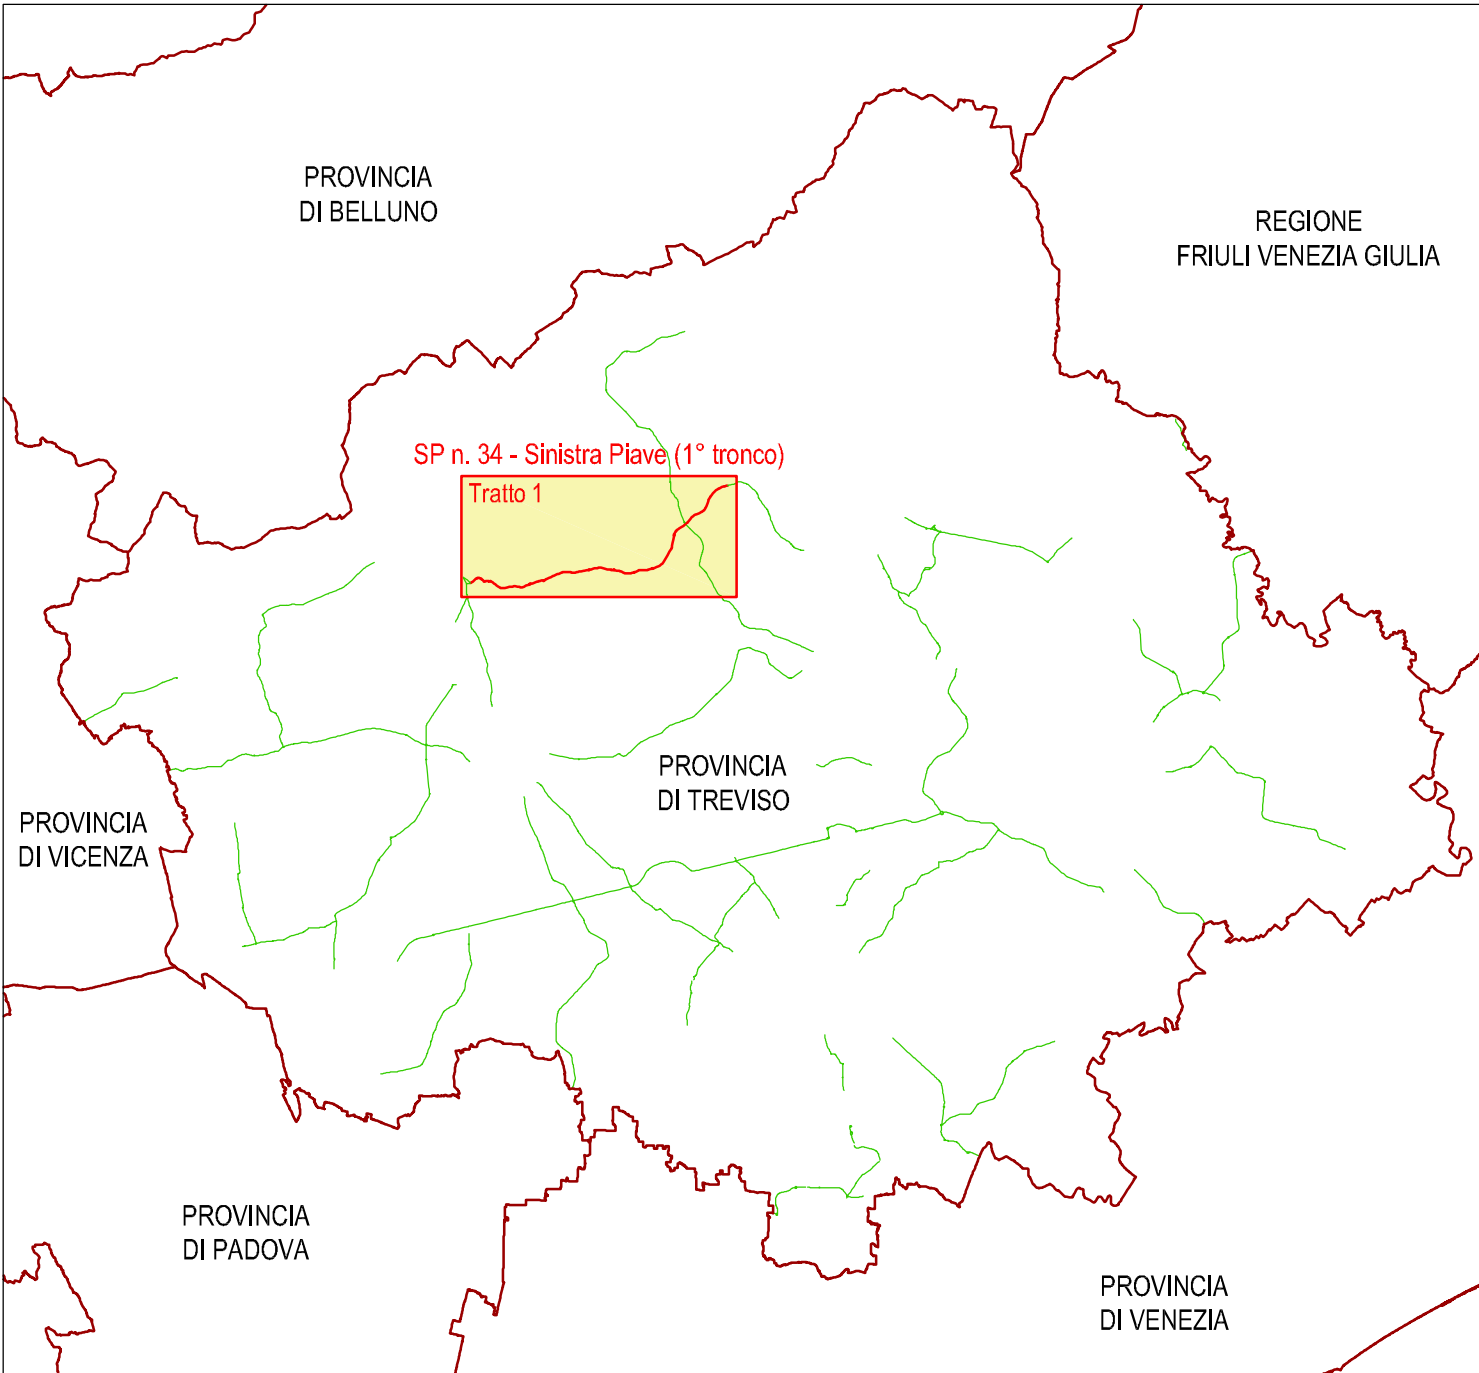 PROVINCIA
DI BELLUNO
REGIONE
FRIULI VENEZIA GIULIA
SP n. 34 - Sinistra Piave (1° tronco)
Tratto 1
PROVINCIA
DI TREVISO
PROVINCIA
DI VICENZA
PROVINCIA
DI PADOVA
PROVINCIA
DI VENEZIA